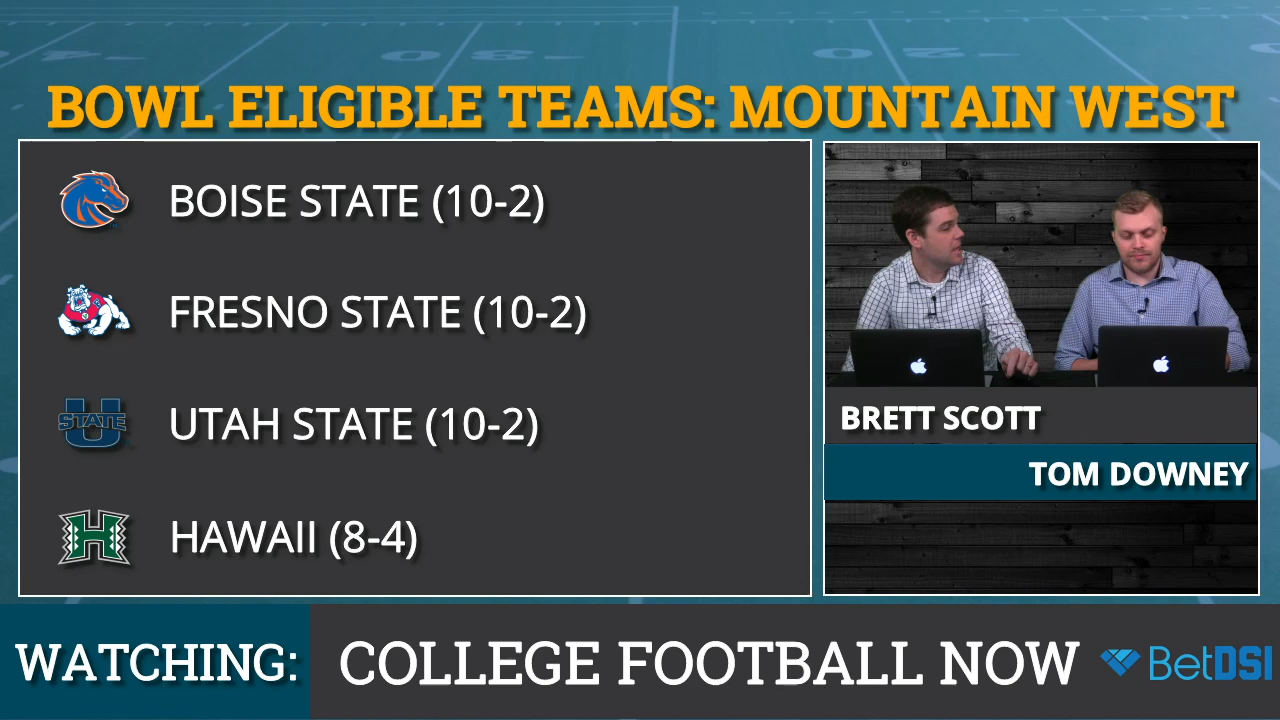 BOWL ELIGIBLE TEAMS: MOUNTAIN WEST
BOISE STATE (10-2)
FRESNO STATE (10-2)
U STATE
UTAH STATE (10-2)
H
HAWAII (8-4)
BRETT SCOTT
TOM DOWNEY
WATCHING: COLLEGE FOOTBALL NOW BetDSI